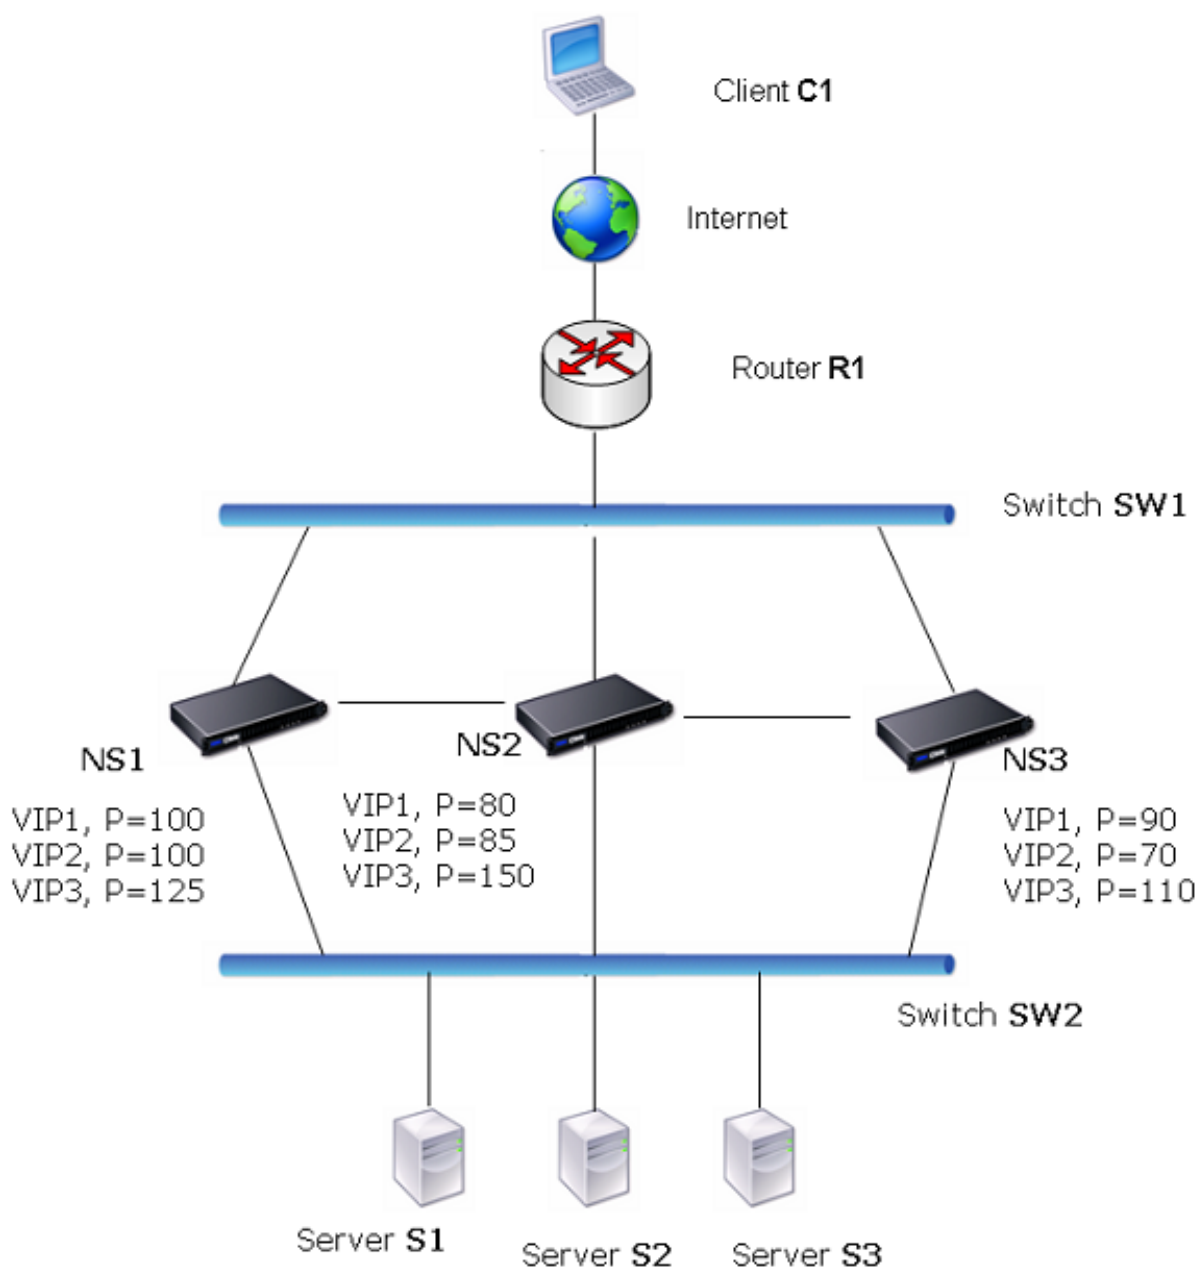 Client C1
Internet
Router R1
Switch SW1
NS1
VIP1, P=100
VIP2, P=100
VIP3, P=125
NS2
VIP1, P=80
VIP2, P=85
VIP3, P=150
NS3
VIP1, P=90
VIP2, P=70
VIP3, P=110
Switch SW2
Server S1
Server S2
Server S3